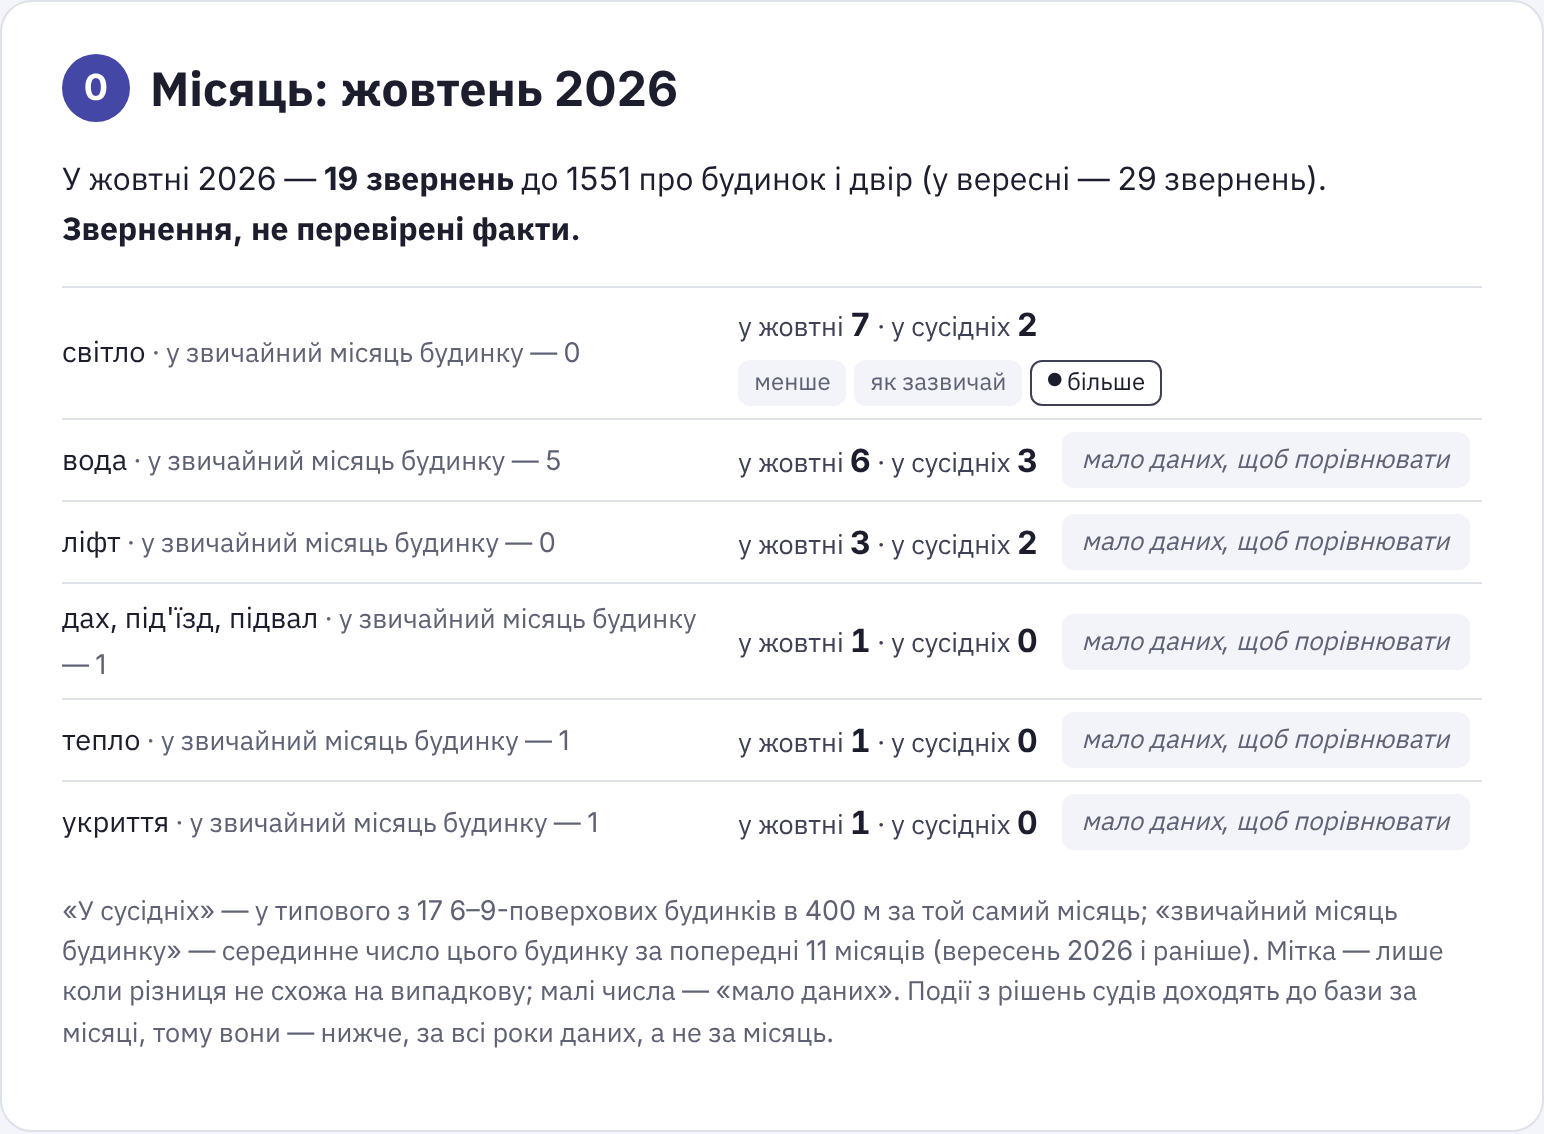 0 Місяць: жовтень 2026
У жовтні 2026 — 19 звернень до 1551 про будинок і двір (у вересні — 29 звернень).
Звернення, не перевірені факти.
світло · у звичайний місяць будинку — 0
у жовтні 7 · у сусідніх 2
менше як зазвичай ● більше
вода · у звичайний місяць будинку — 5 у жовтні 6 · у сусідніх 3 мало даних, щоб порівнювати
ліфт · у звичайний місяць будинку — 0 у жовтні 3 · у сусідніх 2 мало даних, щоб порівнювати
дах, під'їзд, підвал · у звичайний місяць будинку
— 1
у жовтні 1 · у сусідніх 0 мало даних, щоб порівнювати
тепло · у звичайний місяць будинку — 1 у жовтні 1 · у сусідніх 0 мало даних, щоб порівнювати
укриття · у звичайний місяць будинку — 1 у жовтні 1 · у сусідніх 0 мало даних, щоб порівнювати
«У сусідніх» — у типового з 17 6–9-поверхових будинків в 400 м за той самий місяць; «звичайний місяць
будинку» — серединне число цього будинку за попередні 11 місяців (вересень 2026 і раніше). Мітка — лише
коли різниця не схожа на випадкову; малі числа — «мало даних». Події з рішень судів доходять до бази за
місяці, тому вони — нижче, за всі роки даних, а не за місяць.